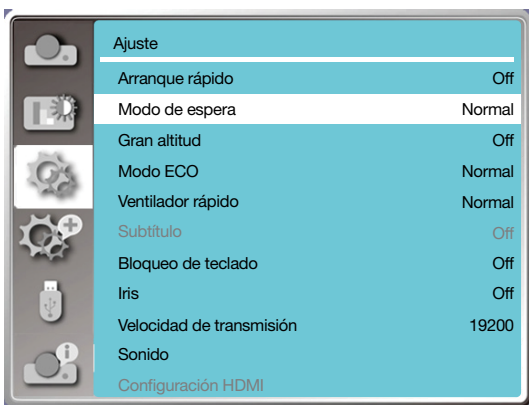 Ajuste
Arranque rápido Off
Modo de espera Normal
Gran altitud Off
Modo ECO Normal
Ventilador rápido Normal
Subtítulo Off
Bloqueo de teclado Off
Iris Off
Velocidad de transmisión 19200
Sonido
Configuración HDMI